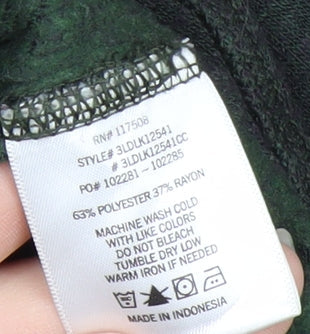 RN# 117508
STYLE# 3LDLK12541
# 3LDLK12541CC
PO# 102281 - 102285
63% POLYESTER 37% RAYON
MACHINE WASH COLD
WITH LIKE COLORS
DO NOT BLEACH
TUMBLE DRY LOW
WARM IRON IF NEEDED
MADE IN INDONESIA